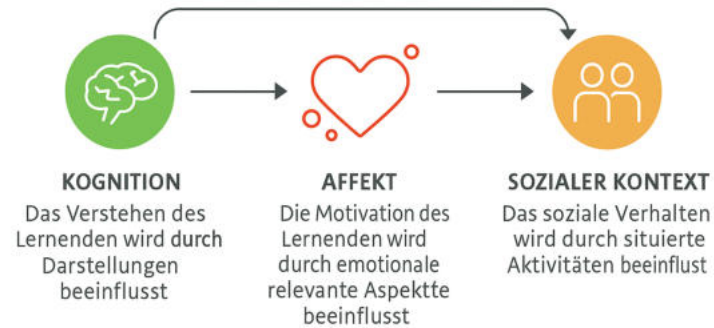 KOGNITION
Das Verstehen des
Lernenden wird durch
Darstellungen
beeinflusst
AFFEKT
Die Motivation des
Lernenden wird
durch emotionale
relevante Aspektte
beeinflusst
SOZIALER KONTEXT
Das soziale Verhalten
wird durch situierte
Aktivitäten beeinflust